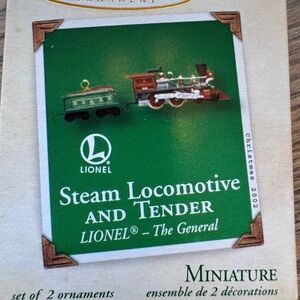 ORNAMENT
LIONEL
Steam Locomotive
AND TENDER
LIONEL® – The General
Christmas 2002
MINIATURE
set of 2 ornaments
ensemble de 2 décorations